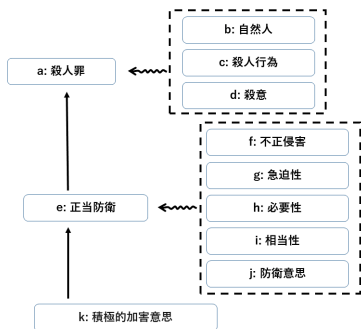 b: 自然人
a: 殺人罪
c: 殺人行為
d: 殺意
f: 不正侵害
g: 急迫性
e: 正当防衛
h: 必要性
i: 相当性
j: 防衛意思
k: 積極的加害意思